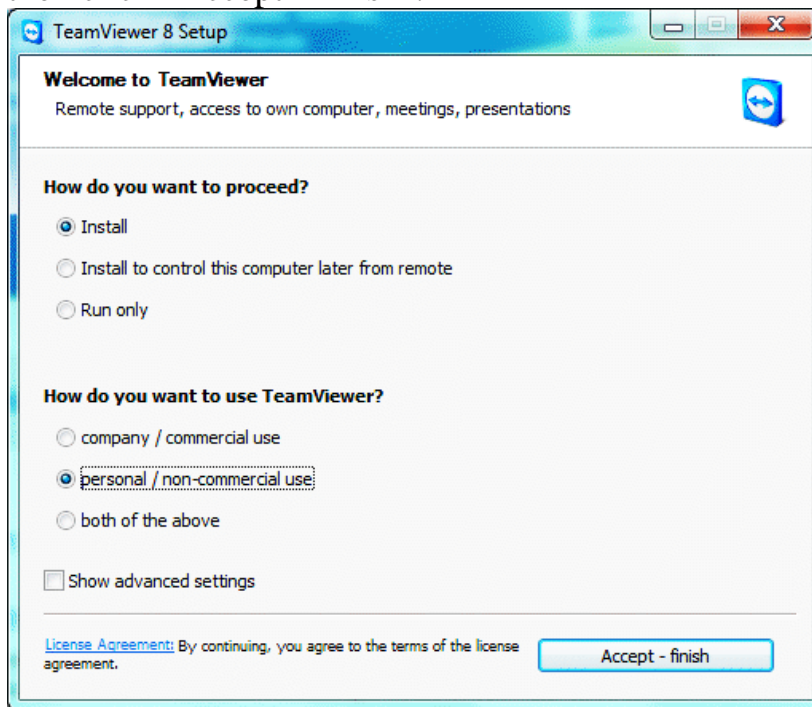 TeamViewer 8 Setup
Welcome to TeamViewer
Remote support, access to own computer, meetings, presentations
How do you want to proceed?
Install
Install to control this computer later from remote
Run only
How do you want to use TeamViewer?
company / commercial use
personal / non-commercial use
both of the above
Show advanced settings
License Agreement: By continuing, you agree to the terms of the license
agreement.
Accept - finish